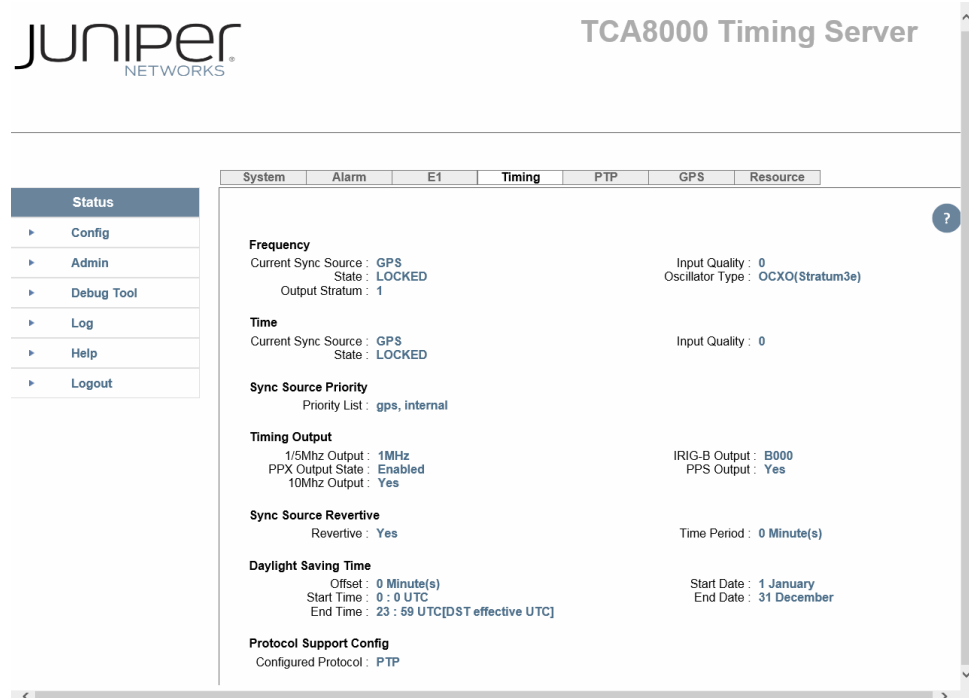 JUNIPER
NETWORKS
TCA8000 Timing Server
System Alarm E1 Timing PTP GPS Resource
Status
Config
Admin
Debug Tool
Log
Help
Logout
?
Frequency
Current Sync Source : GPS Input Quality : 0
State : LOCKED Oscillator Type : OCXO(Stratum3e)
Output Stratum : 1
Time
Current Sync Source : GPS Input Quality : 0
State : LOCKED
Sync Source Priority
Priority List : gps, internal
Timing Output
1/5Mhz Output : 1MHz IRIG-B Output : B000
PPX Output State : Enabled PPS Output : Yes
10Mhz Output : Yes
Sync Source Revertive
Revertive : Yes Time Period : 0 Minute(s)
Daylight Saving Time
Offset : 0 Minute(s) Start Date : 1 January
Start Time : 0 : 0 UTC End Date : 31 December
End Time : 23 : 59 UTC[DST effective UTC]
Protocol Support Config
Configured Protocol : PTP